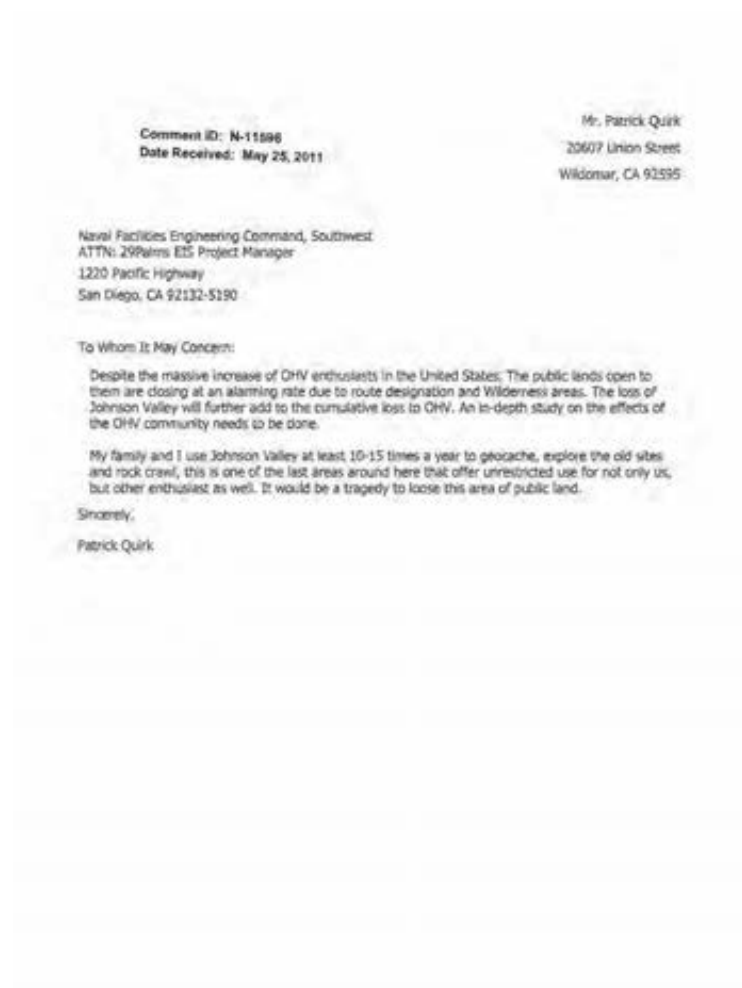 Mr. Patrick Quirk
Comment ID: N-11596
Date Received: May 25, 2011
20607 Union Street
Wildomar, CA 92595
Naval Facilities Engineering Command, Southwest
ATTN: 29Palms EIS Project Manager
1220 Pacific Highway
San Diego, CA 92132-5190
To Whom It May Concern:
Despite the massive increase of OHV enthusiasts in the United States. The public lands open to
them are closing at an alarming rate due to route designation and Wilderness areas. The loss of
Johnson Valley will further add to the cumulative loss to OHV. An in-depth study on the effects of
the OHV community needs to be done.
My family and I use Johnson Valley at least 10-15 times a year to geocache, explore the old sites
and rock crawl, this is one of the last areas around here that offer unrestricted use for not only us,
but other enthusiast as well. It would be a tragedy to loose this area of public land.
Sincerely,
Patrick Quirk